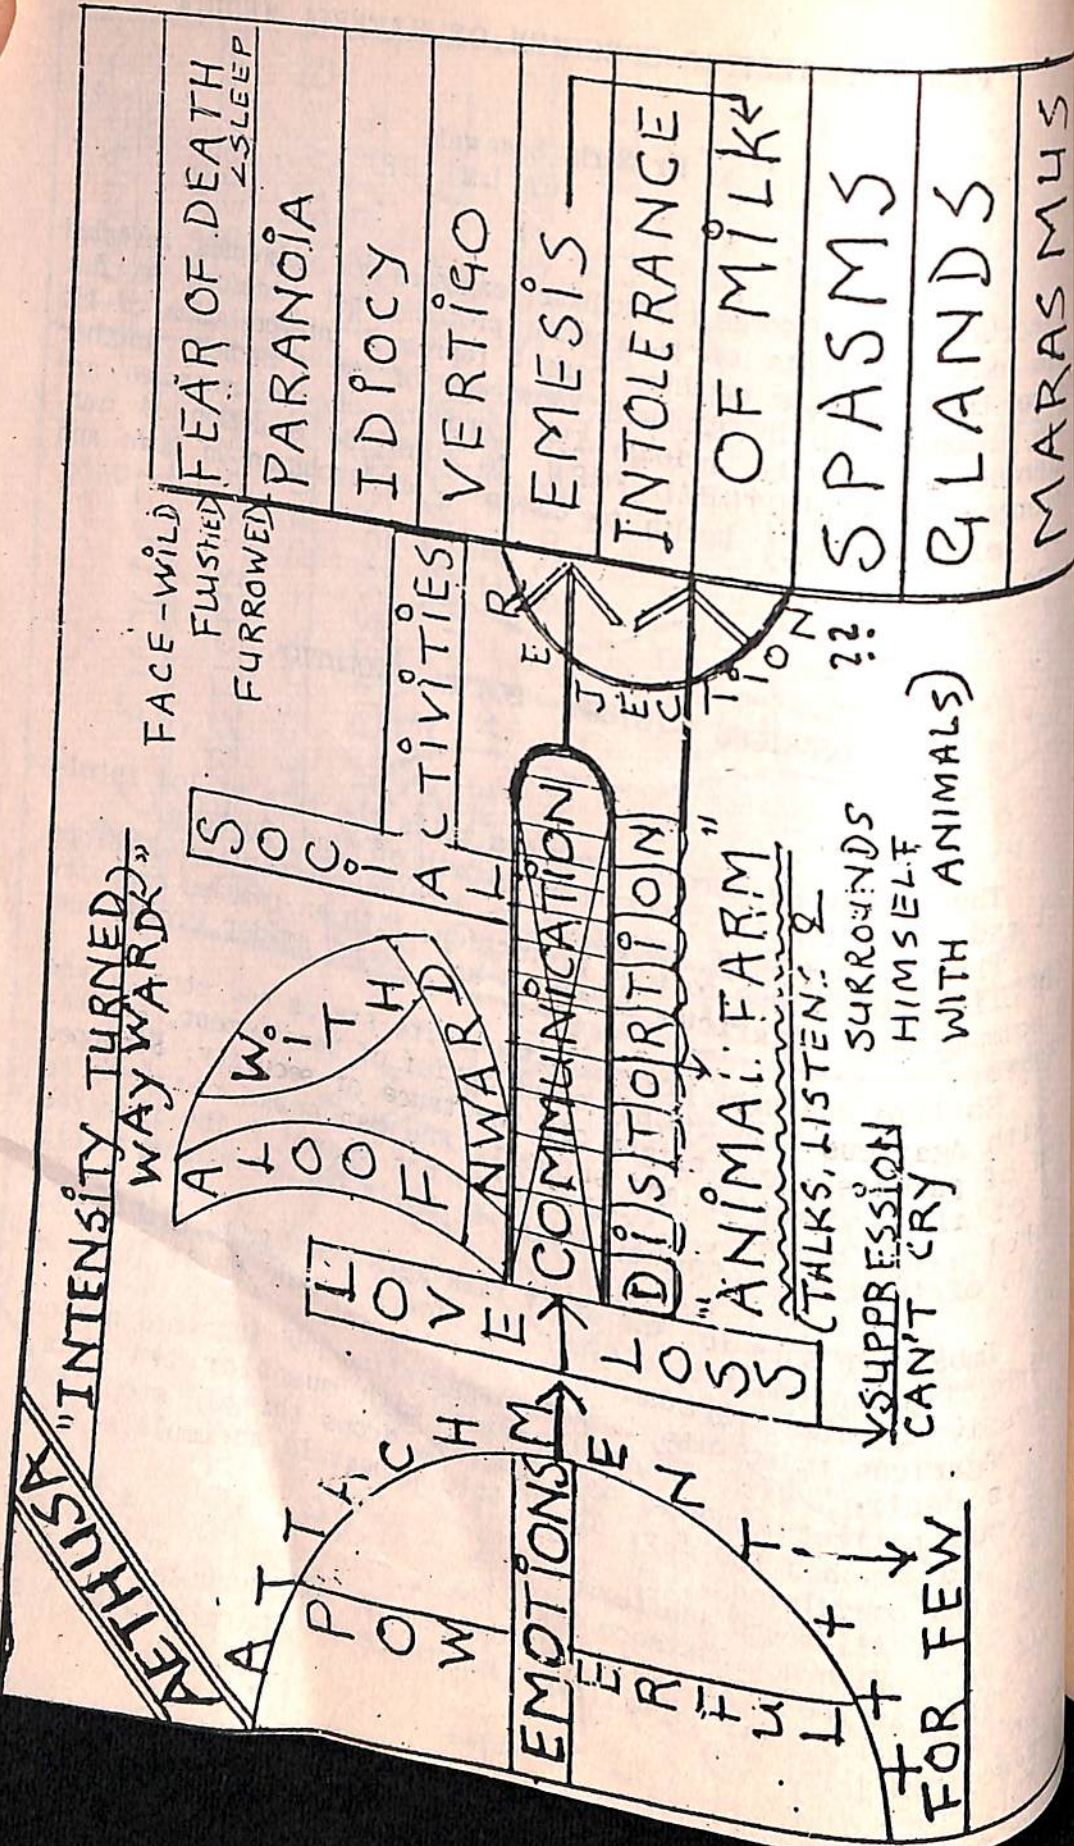 AETHUSA
"INTENSITY TURNED
WAYWARD"
ATTACHMENT +++
FOR FEW
POWERFUL
EMOTIONS
LOVE
LOSS
SUPPRESSION
CAN'T CRY
ALOOF
WITH
NWARD
COMMUNICATION
DISTORTION
"ANIMAL FARM"
(TALKS, LISTEN &
SURROUNDS
HIMSELF
WITH ANIMALS)
SOCIAL
ACTIVITIES
REJECTION
??
FACE-WILD
FLUSHED
FURROWED
FEAR OF DEATH
<SLEEP
PARANOIA
IDIOCY
VERTIGO
EMESIS
INTOLERANCE
OF MILK
SPASMS
GLANDS
MARASMUS